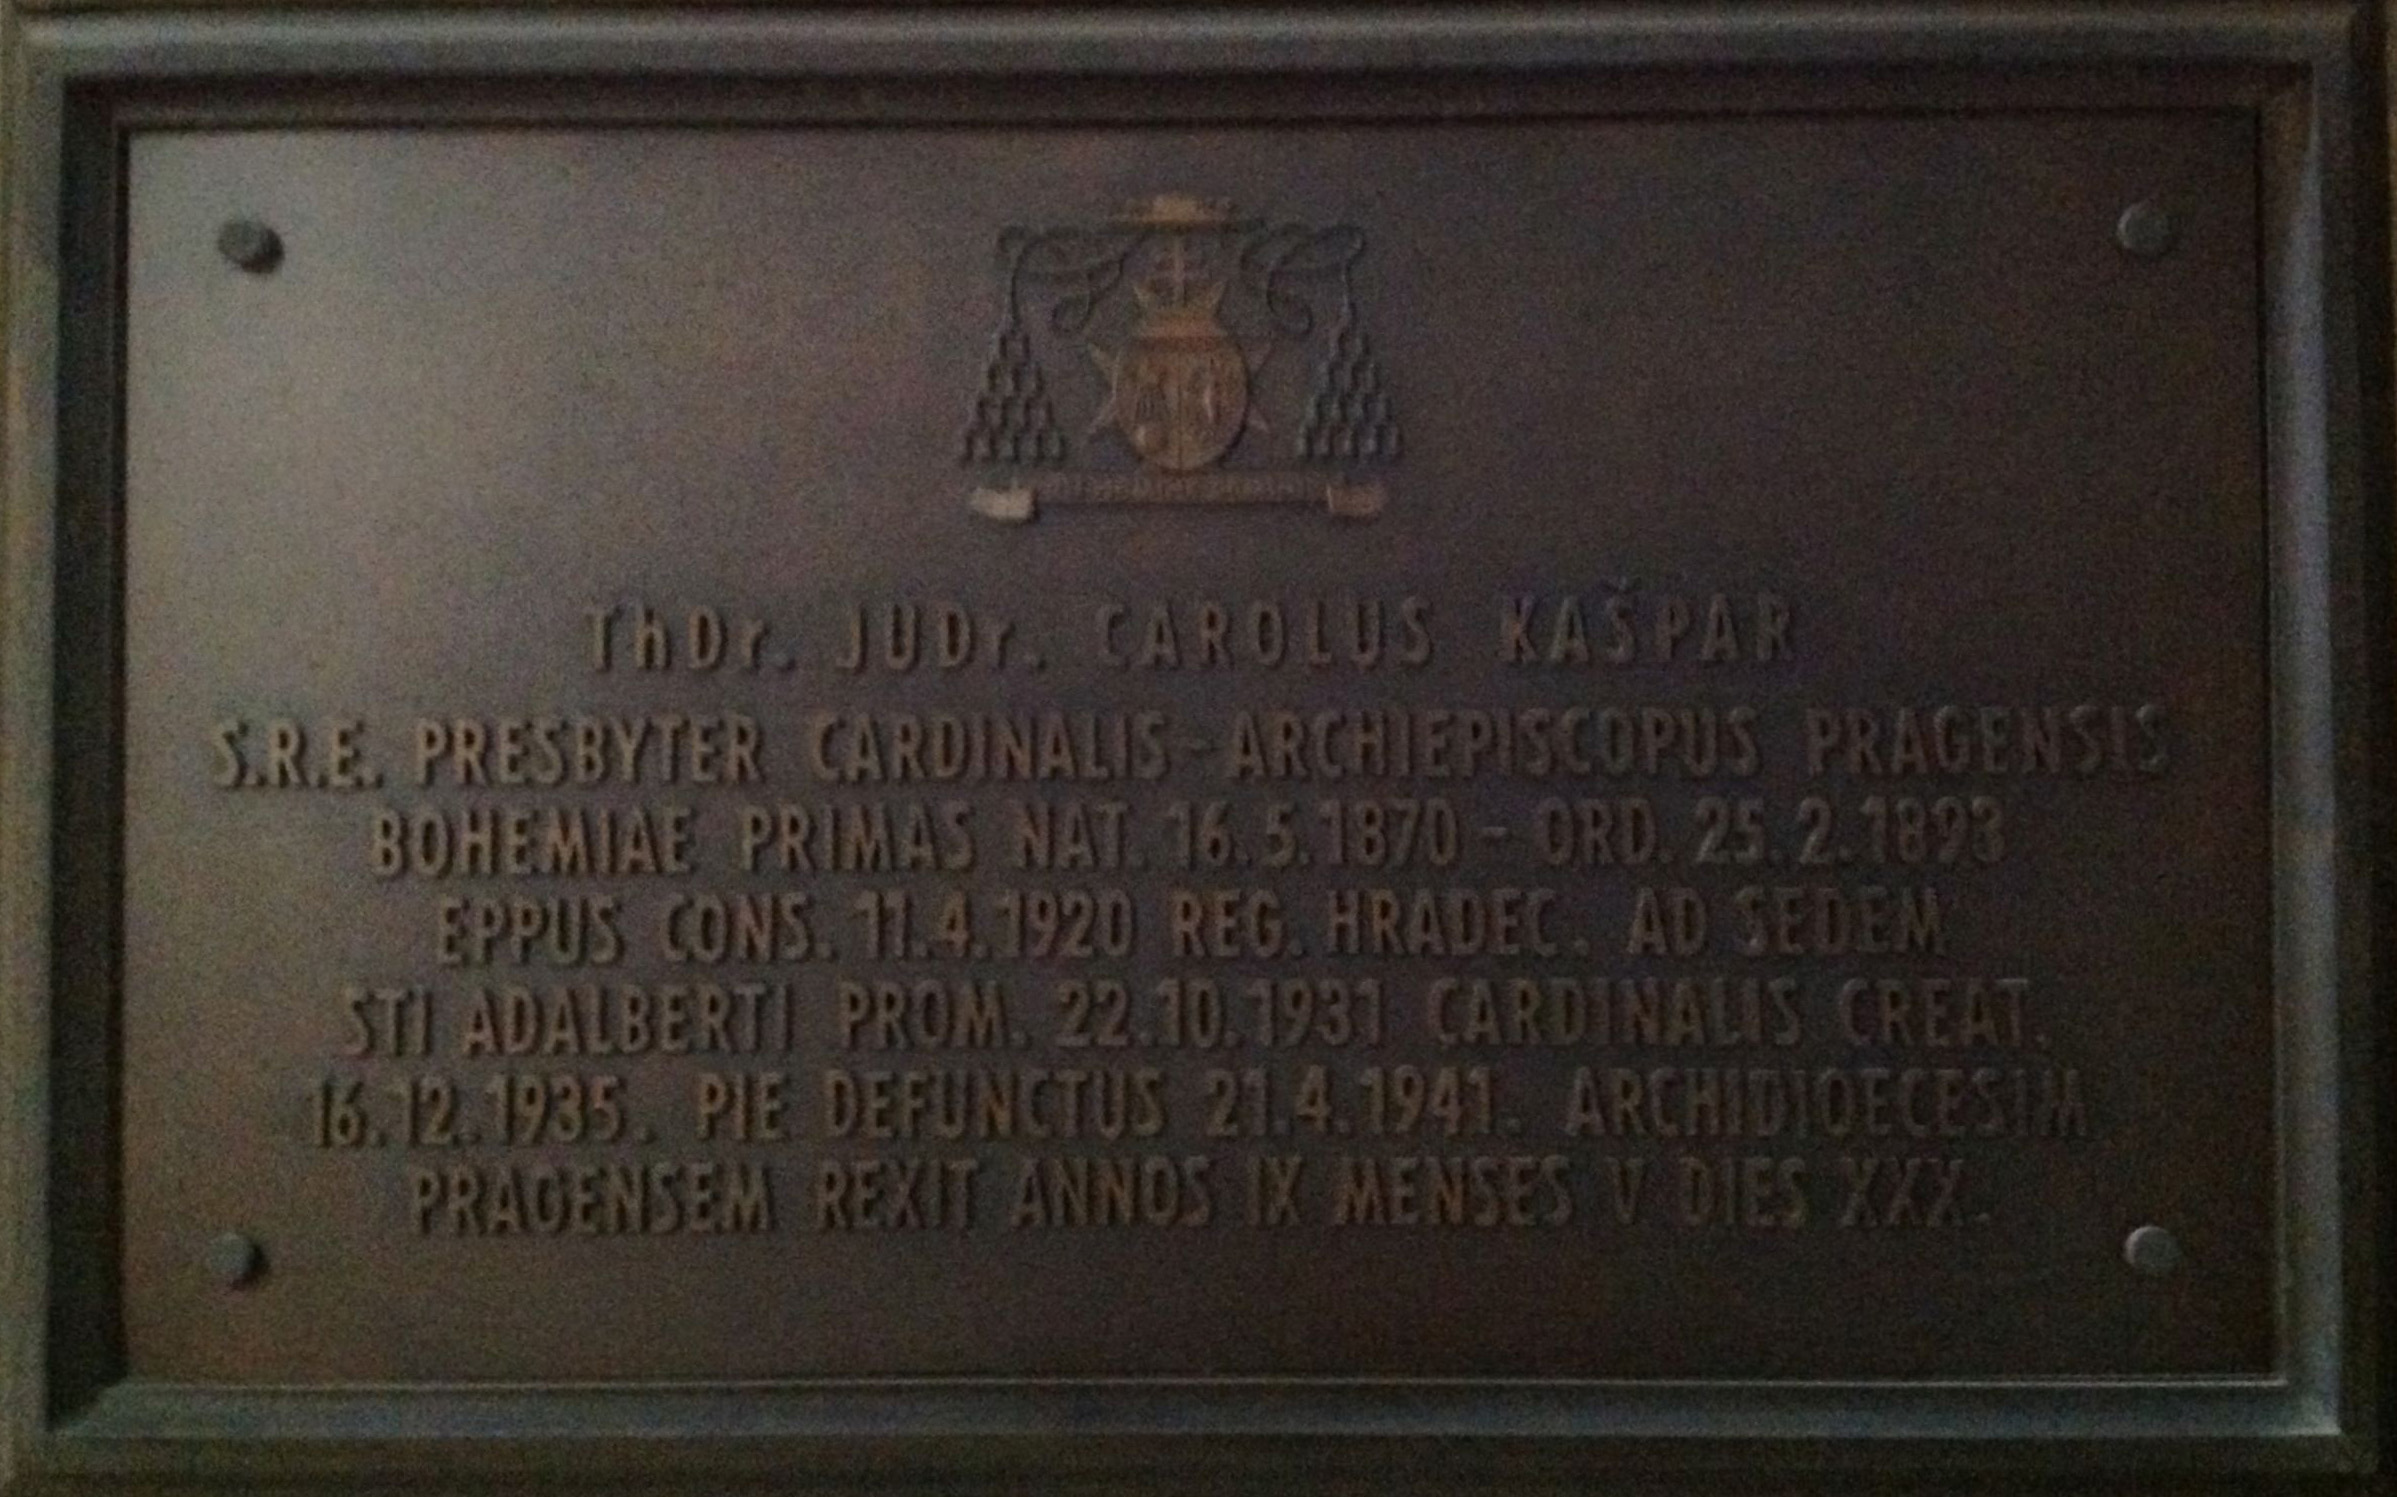 ThDr. JUDr. CAROLUS KAŠPAR
S.R.E. PRESBYTER CARDINALIS-ARCHIEPISCOPUS PRAGENSIS
BOHEMIAE PRIMAS NAT. 16.5.1870 - ORD. 25.2.1893
EPPUS CONS. 11.4.1920 REG. HRADEC. AD SEDEM
STI ADALBERTI PROM. 22.10.1931 CARDINALIS CREAT.
16.12.1935. PIE DEFUNCTUS 21.4.1941. ARCHIDIOECESIM
PRAGENSEM REXIT ANNOS IX MENSES V DIES XXX.